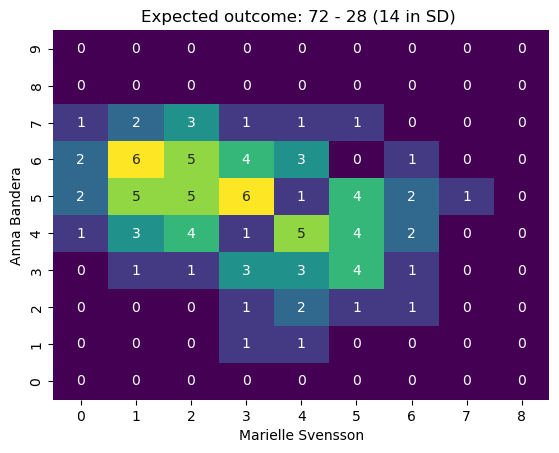 Expected outcome: 72 - 28 (14 in SD)
9 0 0 0 0 0 0 0 0 0
8 0 0 0 0 0 0 0 0 0
7 1 2 3 1 1 1 0 0 0
6 2 6 5 4 3 0 1 0 0
5 2 5 5 6 1 4 2 1 0
4 1 3 4 1 5 4 2 0 0
3 0 1 1 3 3 4 1 0 0
2 0 0 0 1 2 1 1 0 0
1 0 0 0 1 1 0 0 0 0
0 0 0 0 0 0 0 0 0 0
0 1 2 3 4 5 6 7 8
Anna Bandera
Marielle Svensson